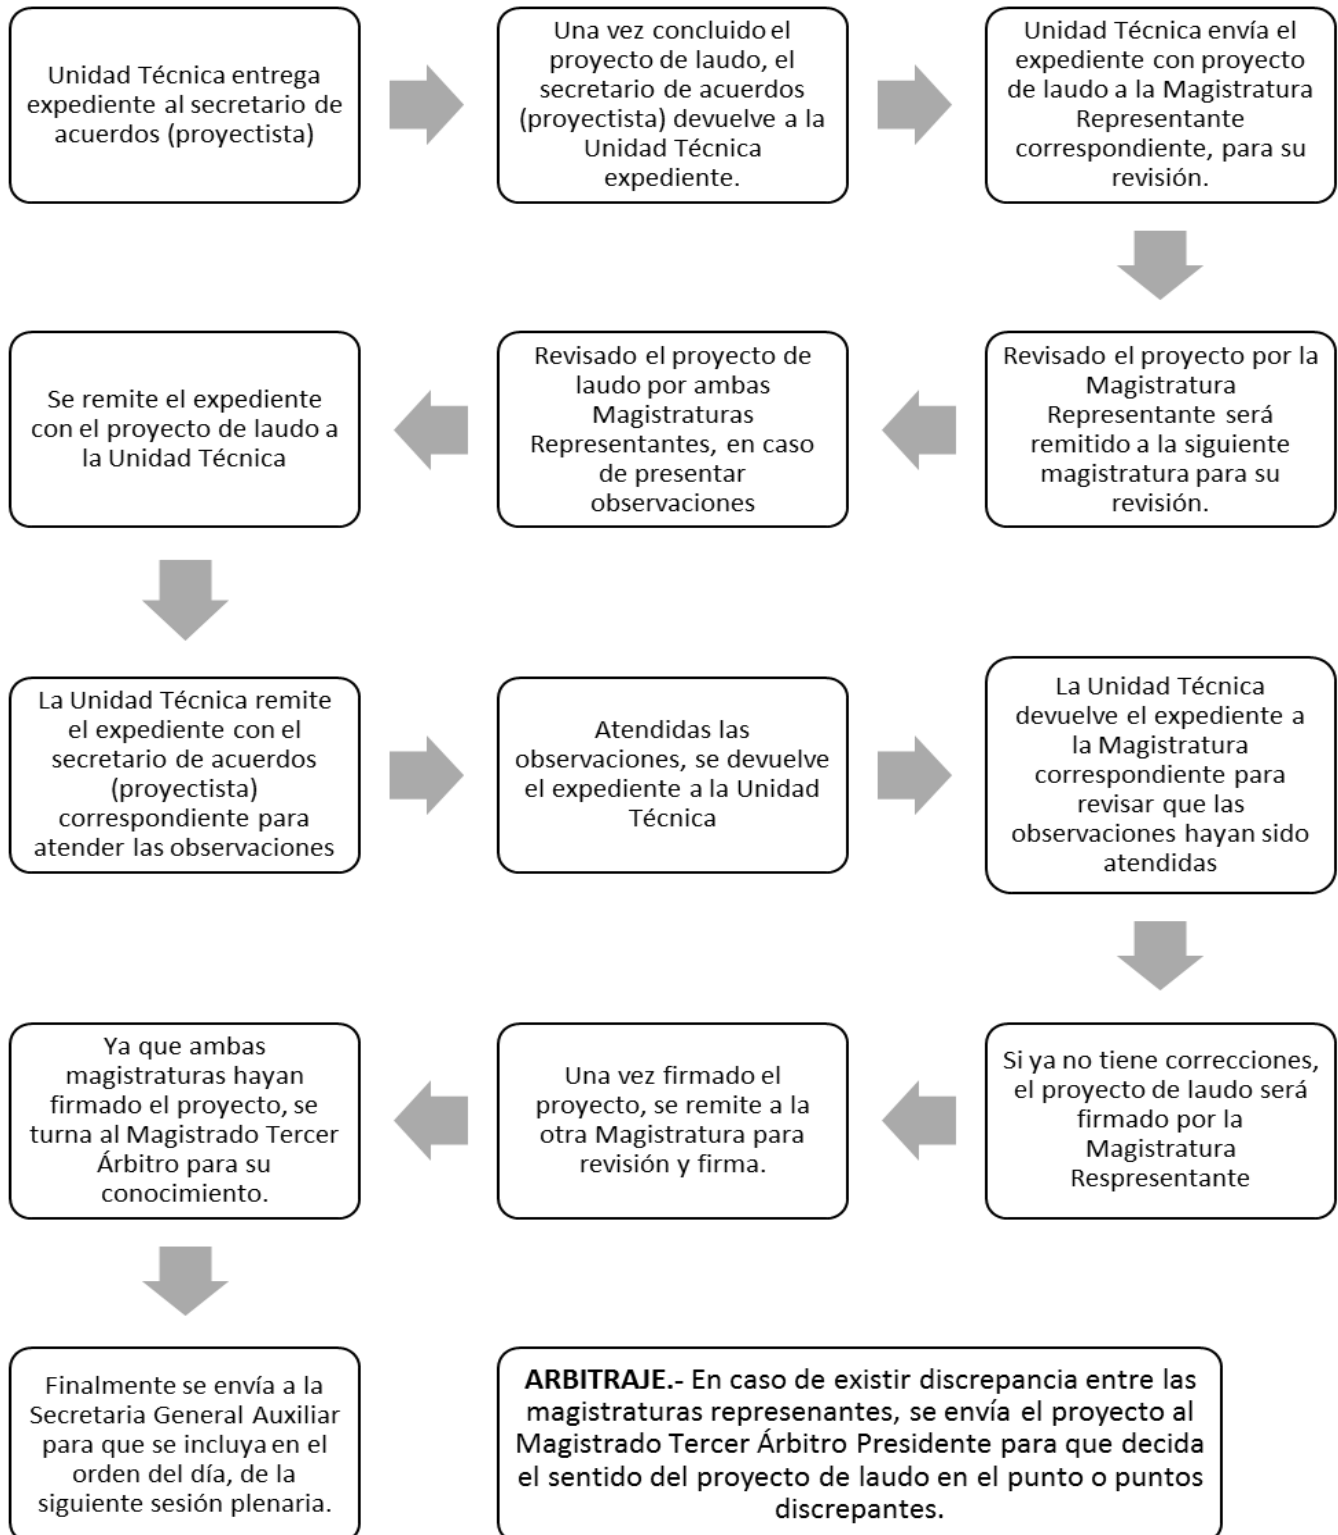 Unidad Técnica entrega
expediente al secretario de
acuerdos (proyectista)
Una vez concluido el
proyecto de laudo, el
secretario de acuerdos
(proyectista) devuelve a la
Unidad Técnica
expediente.
Unidad Técnica envía el
expediente con proyecto
de laudo a la Magistratura
Representante
correspondiente, para su
revisión.
Revisado el proyecto por la
Magistratura
Representante será
remitido a la siguiente
magistratura para su
revisión.
Revisado el proyecto de
laudo por ambas
Magistraturas
Representantes, en caso
de presentar
observaciones
Se remite el expediente
con el proyecto de laudo a
la Unidad Técnica
La Unidad Técnica remite
el expediente con el
secretario de acuerdos
(proyectista)
correspondiente para
atender las observaciones
Atendidas las
observaciones, se devuelve
el expediente a la Unidad
Técnica
La Unidad Técnica
devuelve el expediente a
la Magistratura
correspondiente para
revisar que las
observaciones hayan sido
atendidas
Si ya no tiene correcciones,
el proyecto de laudo será
firmado por la
Magistratura
Respresentante
Una vez firmado el
proyecto, se remite a la
otra Magistratura para
revisión y firma.
Ya que ambas
magistraturas hayan
firmado el proyecto, se
turna al Magistrado Tercer
Árbitro para su
conocimiento.
Finalmente se envía a la
Secretaria General Auxiliar
para que se incluya en el
orden del día, de la
siguiente sesión plenaria.
ARBITRAJE.- En caso de existir discrepancia entre las
magistraturas represenantes, se envía el proyecto al
Magistrado Tercer Árbitro Presidente para que decida
el sentido del proyecto de laudo en el punto o puntos
discrepantes.